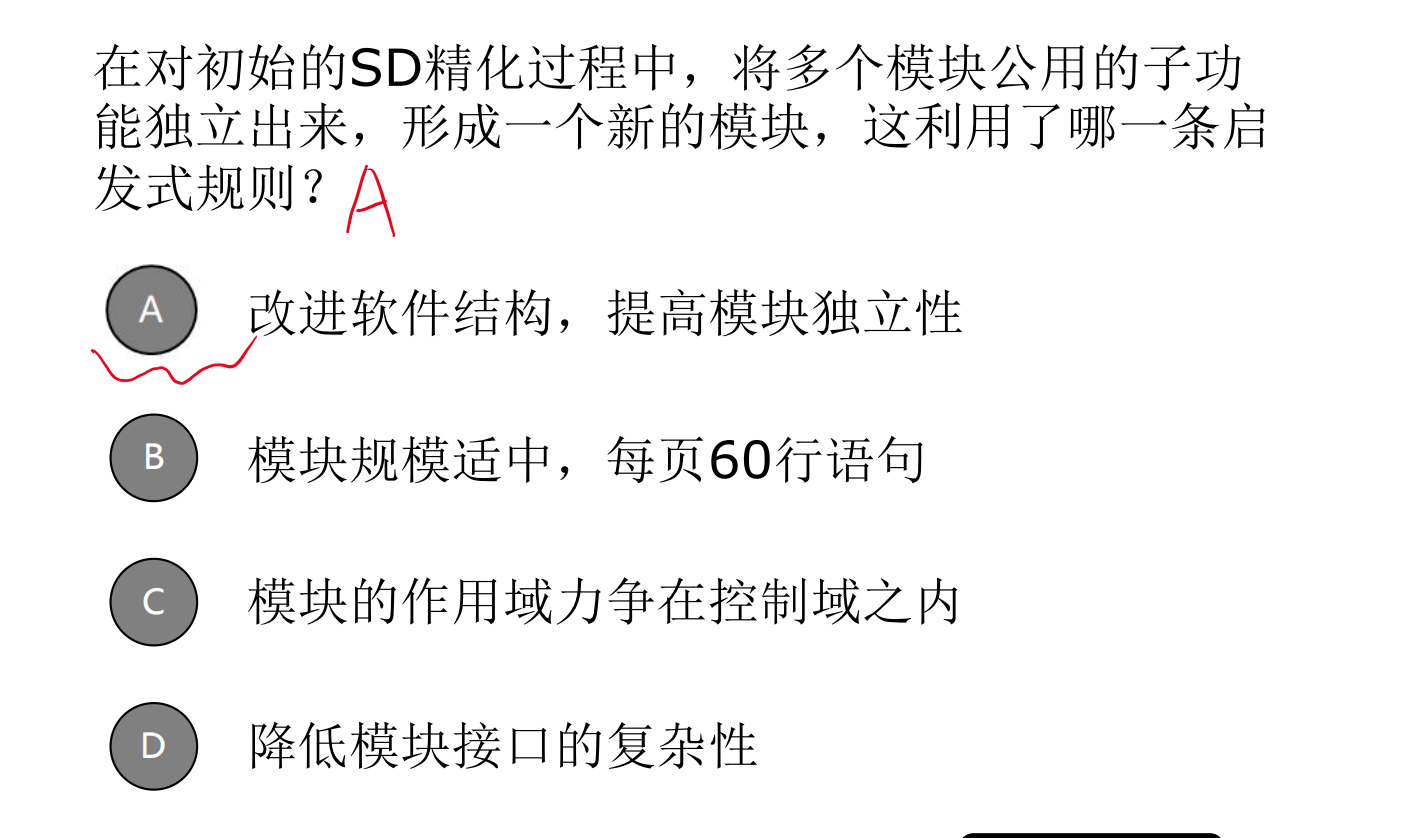 在对初始的SD精化过程中，将多个模块公用的子功
能独立出来，形成一个新的模块，这利用了哪一条启
发式规则？ A
A 改进软件结构，提高模块独立性
B 模块规模适中，每页60行语句
C 模块的作用域力争在控制域之内
D 降低模块接口的复杂性